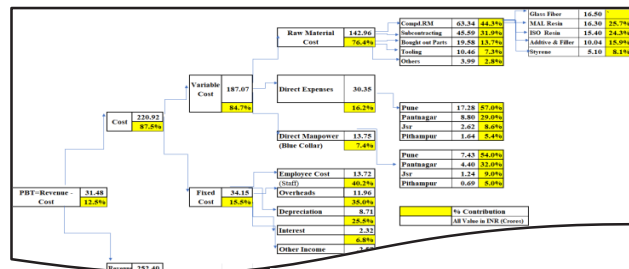 Glass Fiber 16.50
Compd.RM 63.34 44.3% MAL Resin 16.30 25.7%
Raw Material Cost 142.96 76.4% Subcontracting 45.59 31.9% ISO Resin 15.40 24.3%
Bought out Parts 19.58 13.7% Additive & Filler 10.04 15.9%
Tooling 10.46 7.3% Styrene 5.10 8.1%
Others 3.99 2.8%
Variable Cost 187.07 84.7% Direct Expenses 30.35 16.2%
Pune 17.28 57.0%
Cost 220.92 87.5% Pantnagar 8.80 29.0%
Direct Manpower (Blue Collar) 13.75 7.4% Jsr 2.62 8.6%
Pithampur 1.64 5.4%
Pune 7.43 54.0%
Pantnagar 4.40 32.0%
Employee Cost (Staff) 13.72 40.2% Jsr 1.24 9.0%
PBT=Revenue - Cost 31.48 12.5% Fixed Cost 34.15 15.5% Overheads 11.96 35.0% Pithampur 0.69 5.0%
Depreciation 8.71 25.5% % Contribution
Interest 2.32 6.8% All Value in INR (Crores)
Other Income
Revenue 252.40